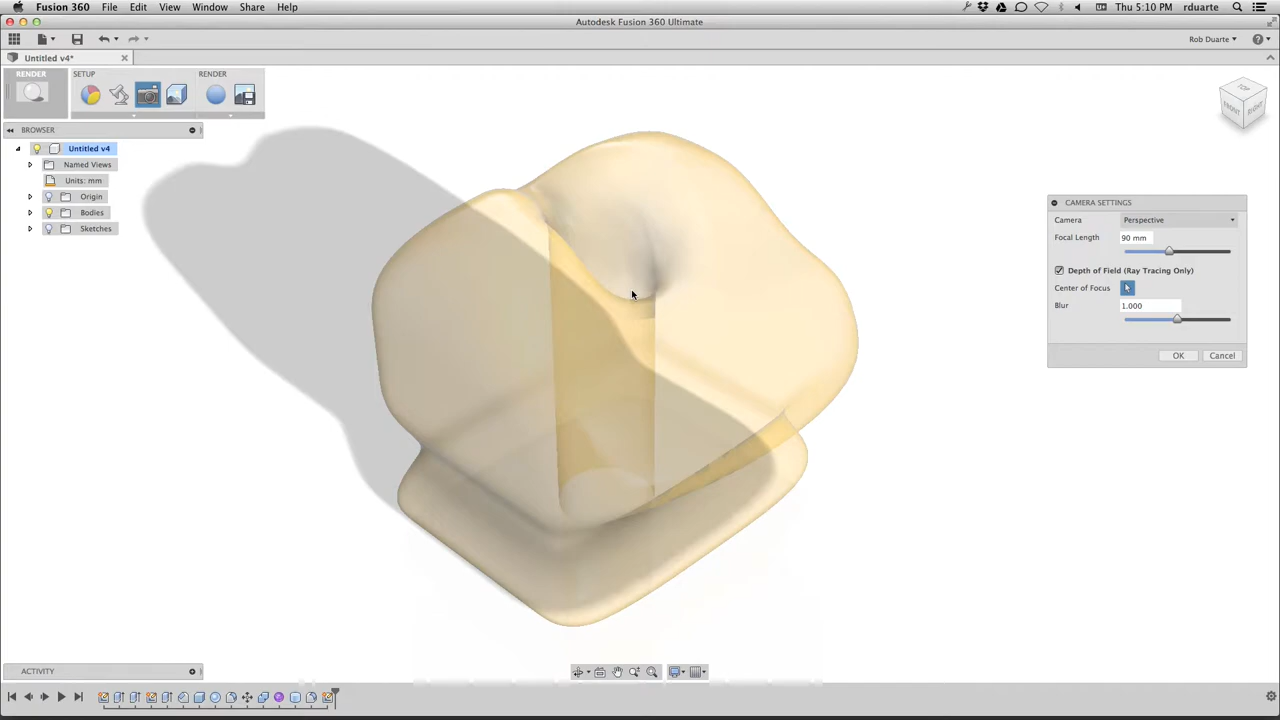 Fusion 360 File Edit View Window Share Help Thu 5:10 PM rduarte
Autodesk Fusion 360 Ultimate
Rob Duarte
Untitled v4*
RENDER SETUP RENDER
BROWSER
Untitled v4
Named Views
Units: mm
Origin
Bodies
Sketches
TOP
FRONT RIGHT
CAMERA SETTINGS
Camera Perspective
Focal Length 90 mm
Depth of Field (Ray Tracing Only)
Center of Focus
Blur 1.000
OK Cancel
ACTIVITY